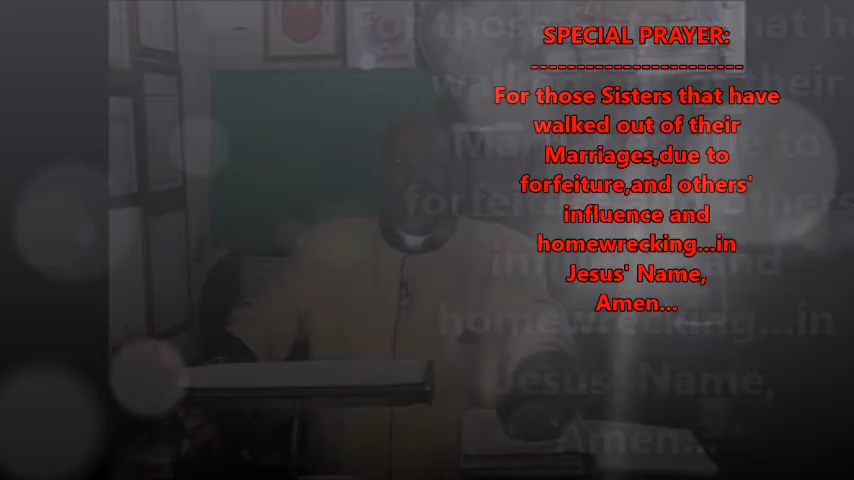 SPECIAL PRAYER:
-----------------------
For those Sisters that have
walked out of their
Marriages,due to
forfeiture,and others'
influence and
homewrecking...in
Jesus' Name,
Amen...